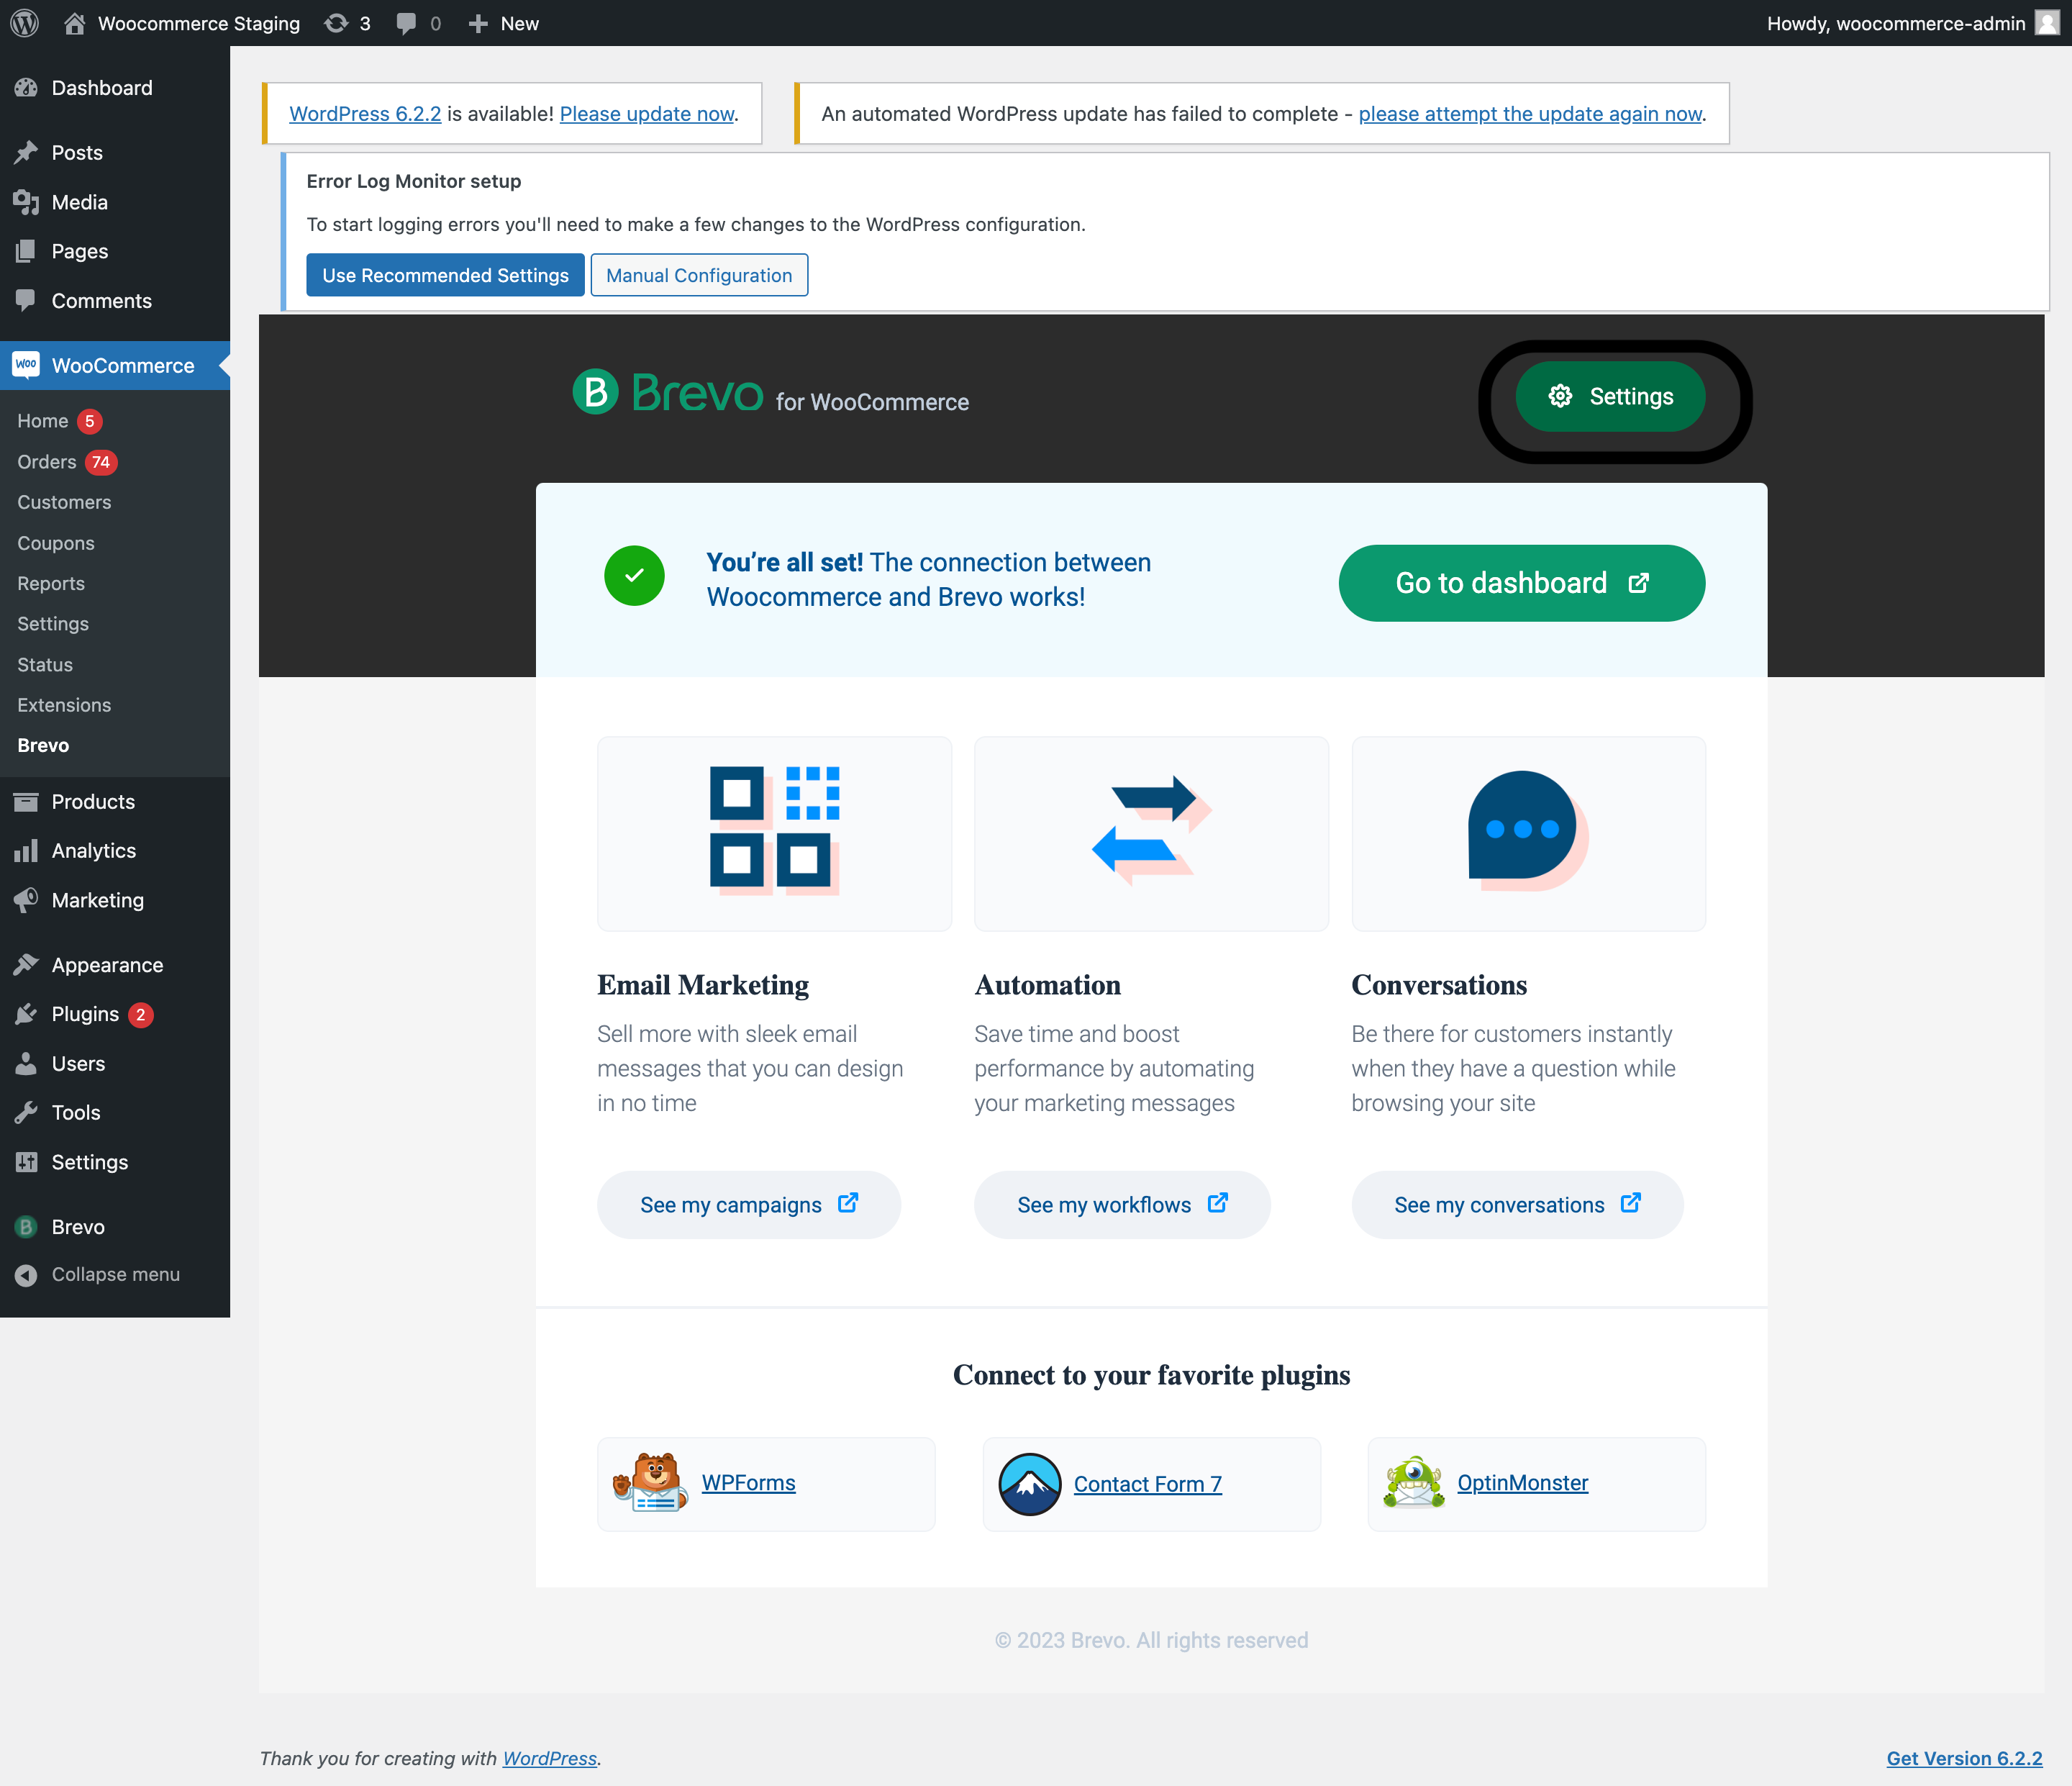 Woocommerce Staging 3 0 New Howdy, woocommerce-admin
Dashboard
Posts
Media
Pages
Comments
Woo WooCommerce
Home 5
Orders 74
Customers
Coupons
Reports
Settings
Status
Extensions
Brevo
Products
Analytics
Marketing
Appearance
Plugins 2
Users
Tools
Settings
B Brevo
Collapse menu
WordPress 6.2.2 is available! Please update now.
An automated WordPress update has failed to complete - please attempt the update again now.
Error Log Monitor setup
To start logging errors you'll need to make a few changes to the WordPress configuration.
Use Recommended Settings Manual Configuration
B Brevo for WooCommerce
Settings
You’re all set! The connection between
Woocommerce and Brevo works!
Go to dashboard
Email Marketing
Sell more with sleek email
messages that you can design
in no time
See my campaigns
Automation
Save time and boost
performance by automating
your marketing messages
See my workflows
Conversations
Be there for customers instantly
when they have a question while
browsing your site
See my conversations
Connect to your favorite plugins
WPForms
Contact Form 7
OptinMonster
© 2023 Brevo. All rights reserved
Thank you for creating with WordPress.
Get Version 6.2.2